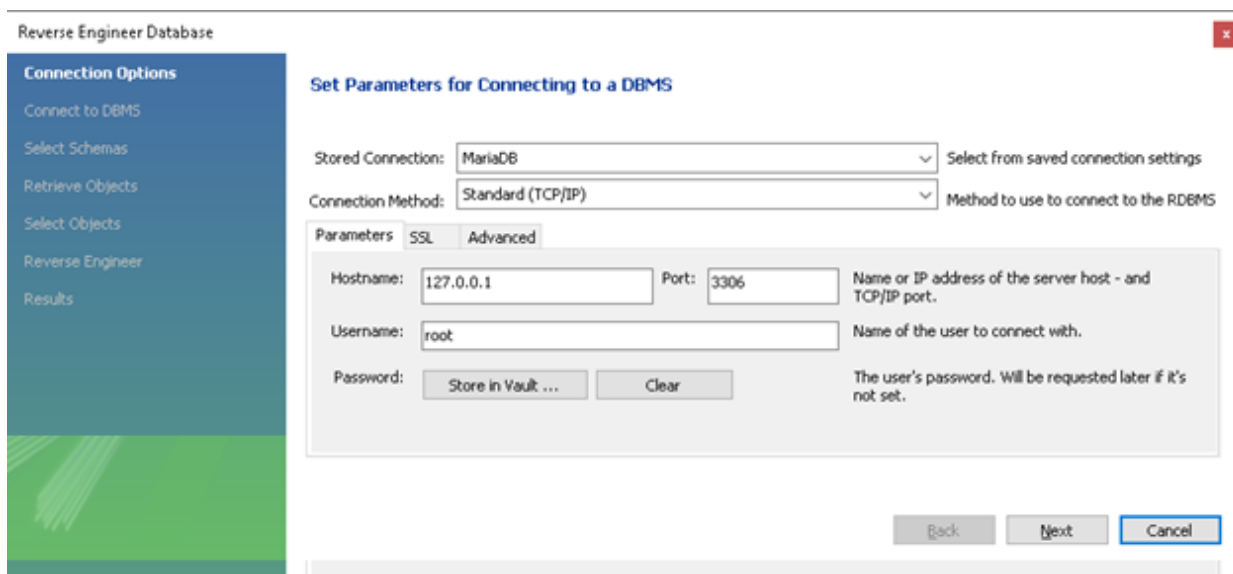 Reverse Engineer Database
x
Connection Options
Connect to DBMS
Select Schemas
Retrieve Objects
Select Objects
Reverse Engineer
Results
Set Parameters for Connecting to a DBMS
Stored Connection: MariaDB Select from saved connection settings
Connection Method: Standard (TCP/IP) Method to use to connect to the RDBMS
Parameters SSL Advanced
Hostname: 127.0.0.1 Port: 3306 Name or IP address of the server host - and
TCP/IP port.
Username: root Name of the user to connect with.
Password: Store in Vault ... Clear The user's password. Will be requested later if it's
not set.
Back Next Cancel